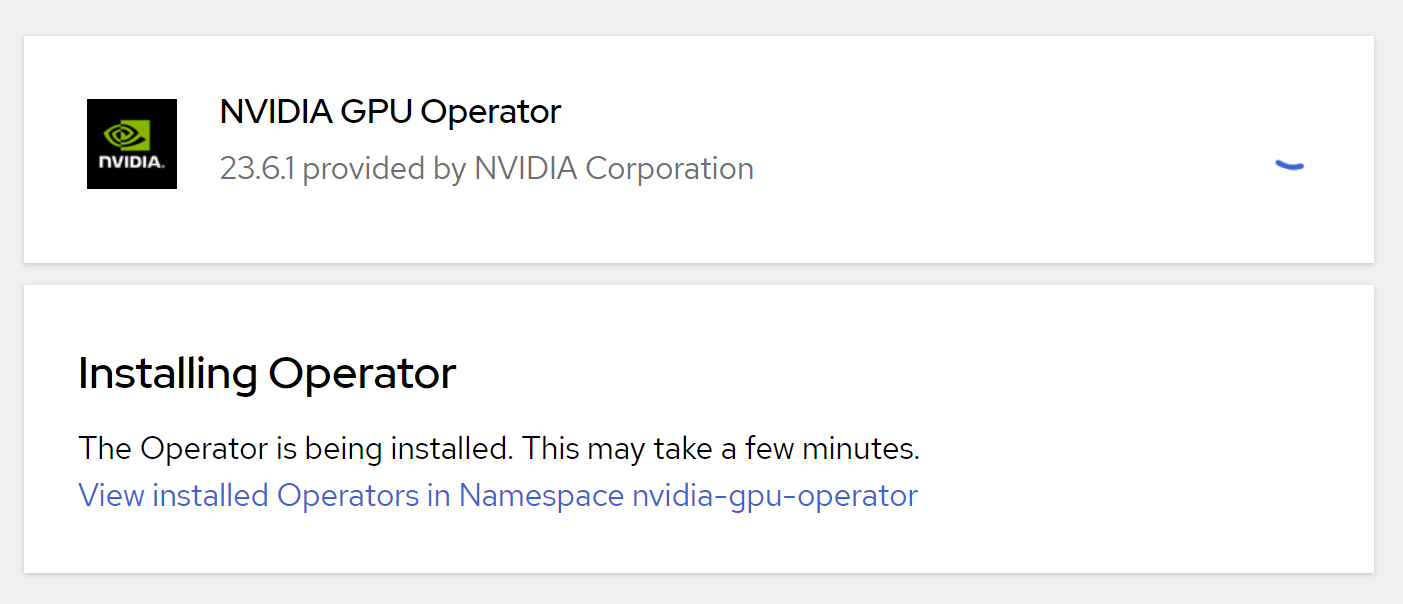 NVIDIA.
NVIDIA GPU Operator
23.6.1 provided by NVIDIA Corporation
Installing Operator
The Operator is being installed. This may take a few minutes.
View installed Operators in Namespace nvidia-gpu-operator